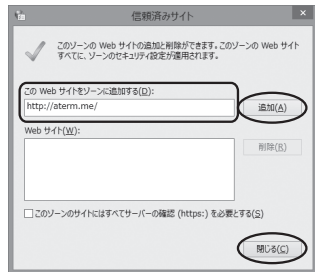 信頼済みサイト
このゾーンの Web サイトの追加と削除ができます。このゾーンの Web サイト
すべてに、ゾーンのセキュリティ設定が適用されます。
この Web サイトをゾーンに追加する(D):
http://aterm.me/
追加(A)
Web サイト(W):
削除(R)
このゾーンのサイトにはすべてサーバーの確認 (https:) を必要とする(S)
閉じる(C)